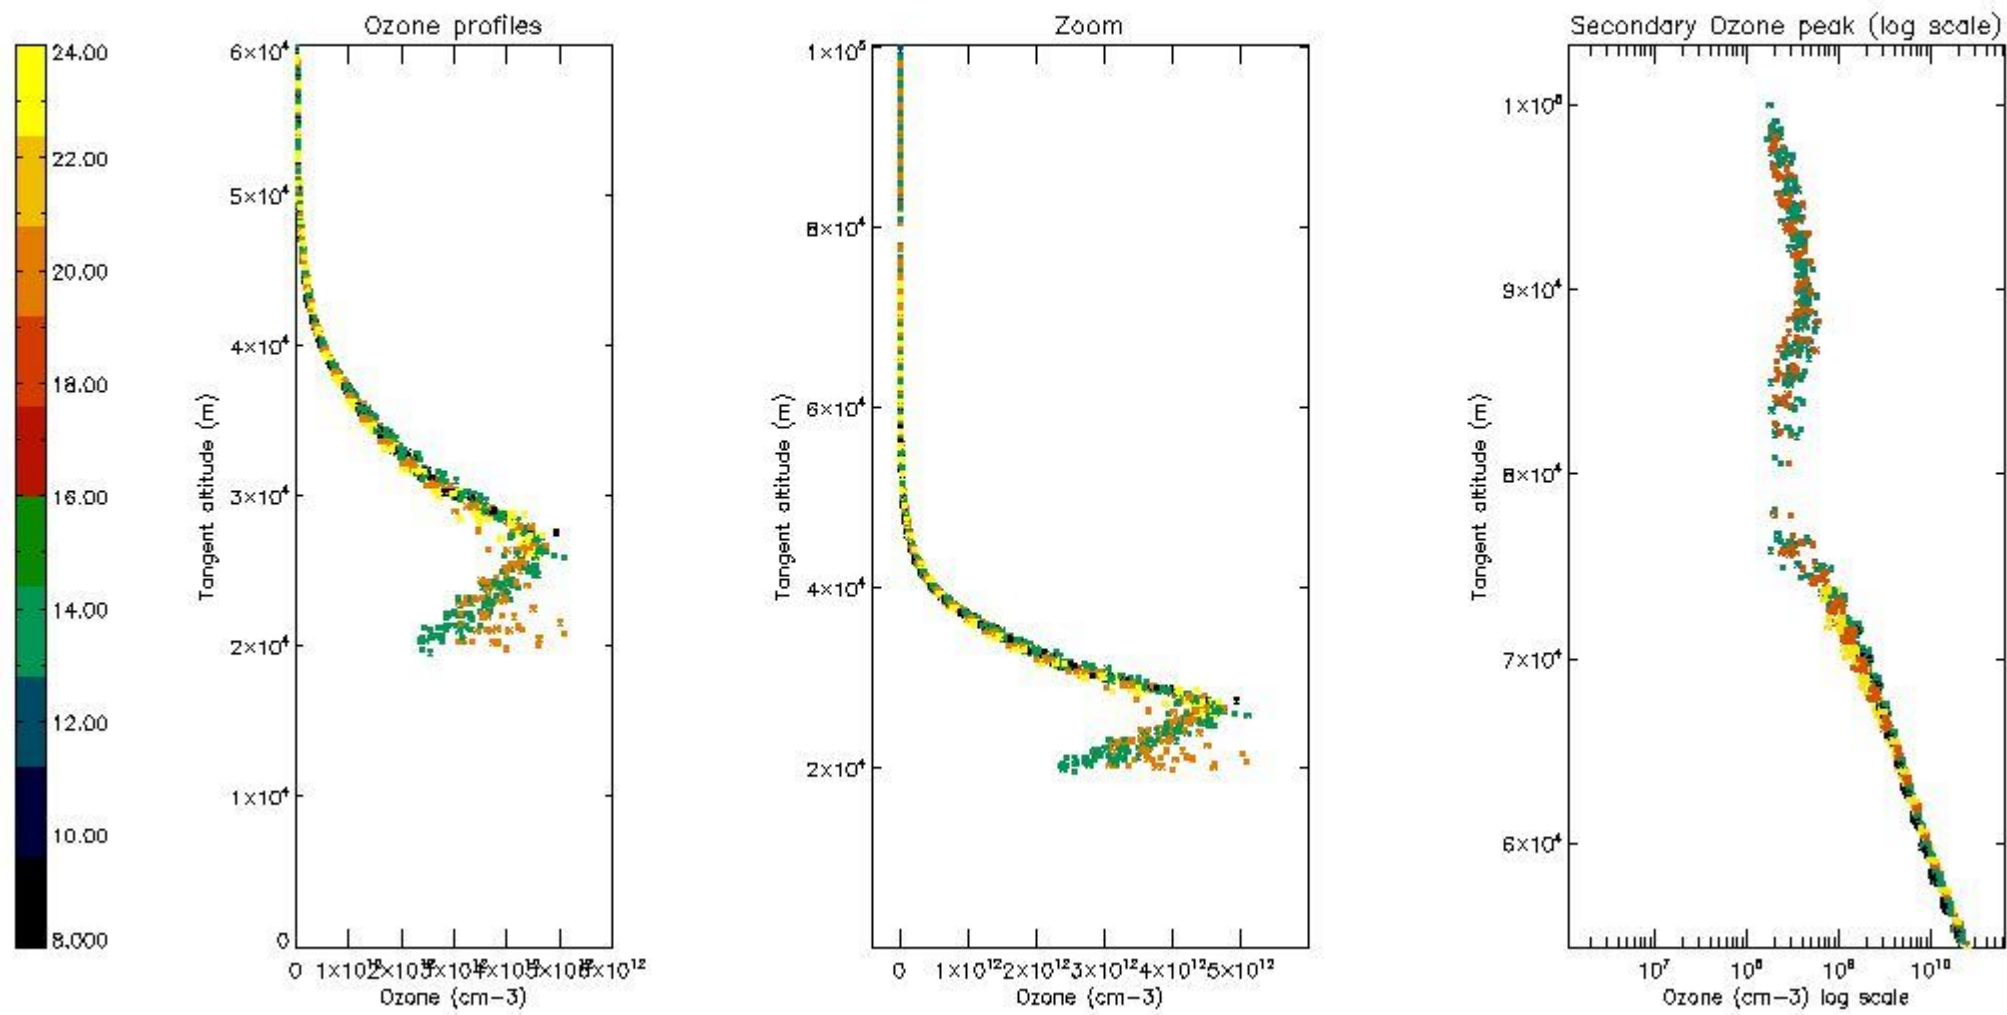 Ozone profiles
Zoom
Secondary Ozone peak (log scale)
24.00
22.00
20.00
18.00
16.00
14.00
12.00
10.00
8.000
6×10⁴
5×10⁴
4×10⁴
3×10⁴
2×10⁴
1×10⁴
0
Tangent altitude (m)
0
Ozone (cm-3)
1×10⁵
8×10⁴
6×10⁴
4×10⁴
2×10⁴
Tangent altitude (m)
0 1×10¹² 2×10¹² 3×10¹² 4×10¹² 5×10¹²
Ozone (cm-3)
9×10⁴
8×10⁴
7×10⁴
6×10⁴
Tangent altitude (m)
10⁷ 10⁹ 10¹⁰
Ozone (cm-3) log scale